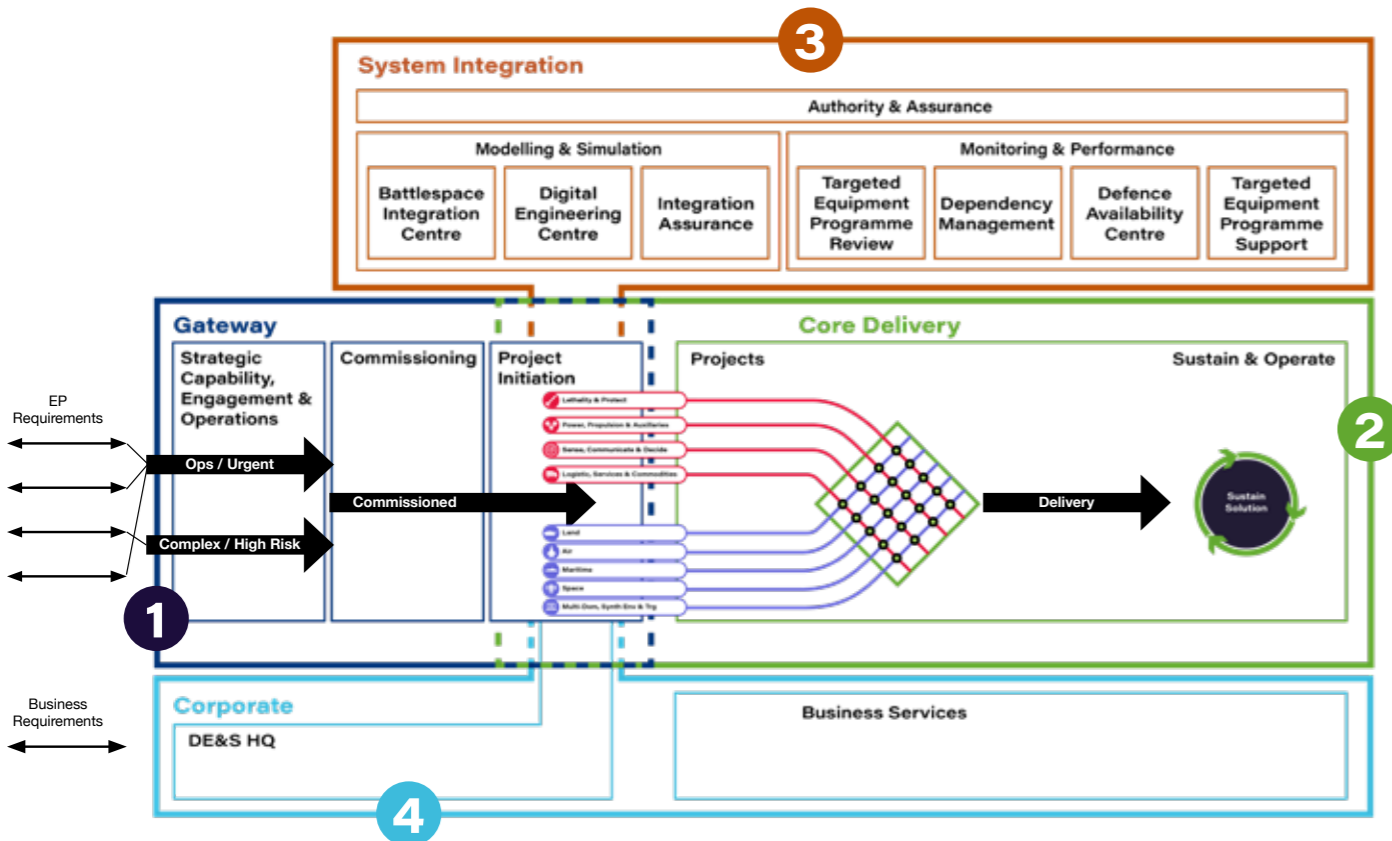 3
System Integration
Authority & Assurance
Modelling & Simulation
Monitoring & Performance
Battlespace
Integration
Centre
Digital
Engineering
Centre
Integration
Assurance
Targeted
Equipment
Programme
Review
Dependency
Management
Defence
Availability
Centre
Targeted
Equipment
Programme
Support
Gateway
Core Delivery
Strategic
Capability,
Engagement &
Operations
Commissioning
Project
Initiation
Projects
Sustain & Operate
EP
Requirements
Lethality & Protect
Power, Propulsion & Auxiliaries
Sense, Communicate & Decide
Logistic, Services & Commodities
2
Ops / Urgent
Commissioned
Delivery
Sustain
Solution
Complex / High Risk
Land
Air
Maritime
Space
Multi-Dom, Synth Env & Trg
1
Business
Requirements
Corporate
DE&S HQ
Business Services
4